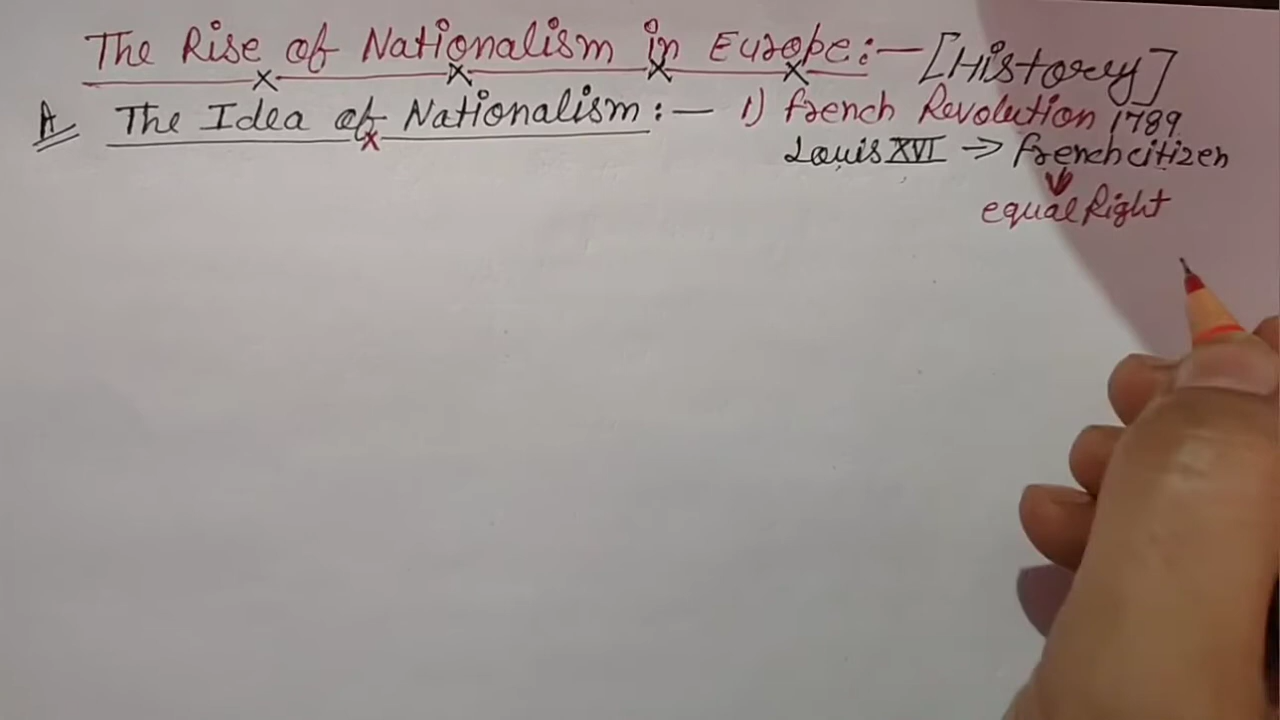 The Rise of Nationalism in Europe:— [History]
A The Idea of Nationalism:— 1) French Revolution 1789
Louis XVI → French citizen
equal Right